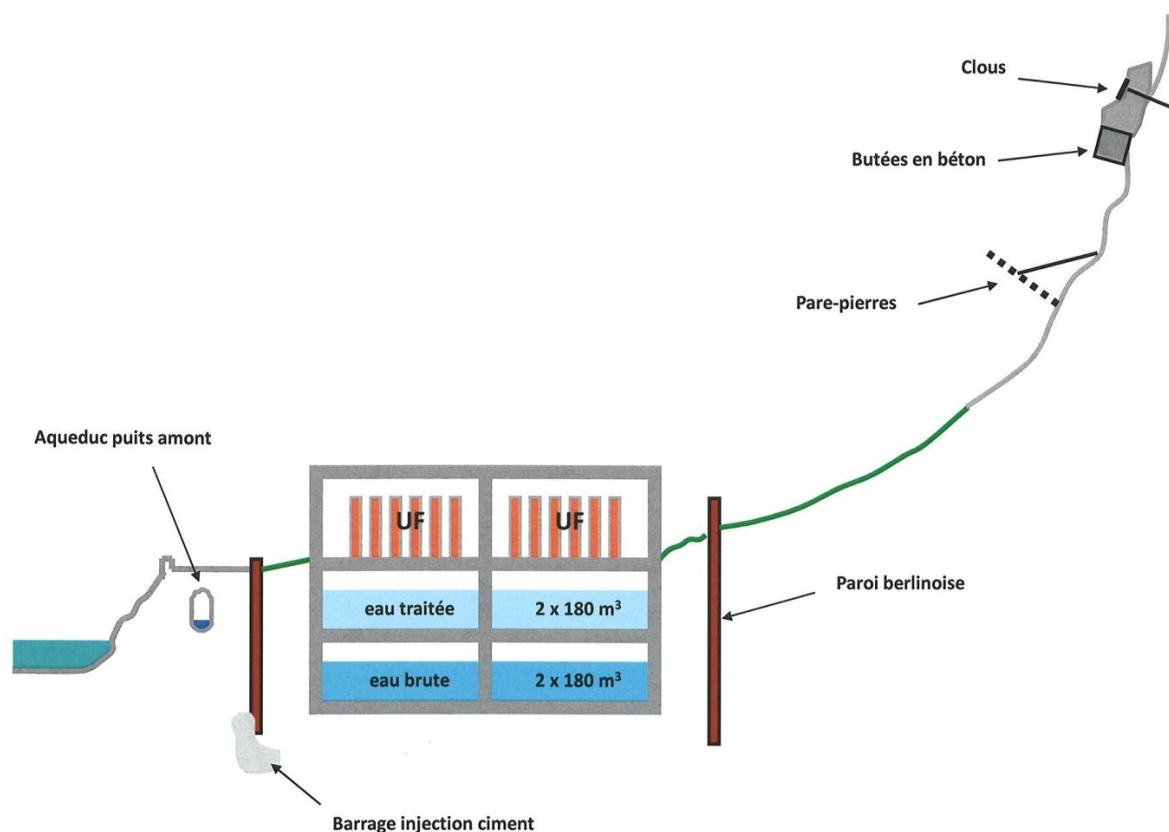 Clous
Butées en béton
Pare-pierres
Aqueduc puits amont
UF
UF
Paroi berlinoise
eau traitée
2 x 180 m³
eau brute
2 x 180 m³
Barrage injection ciment